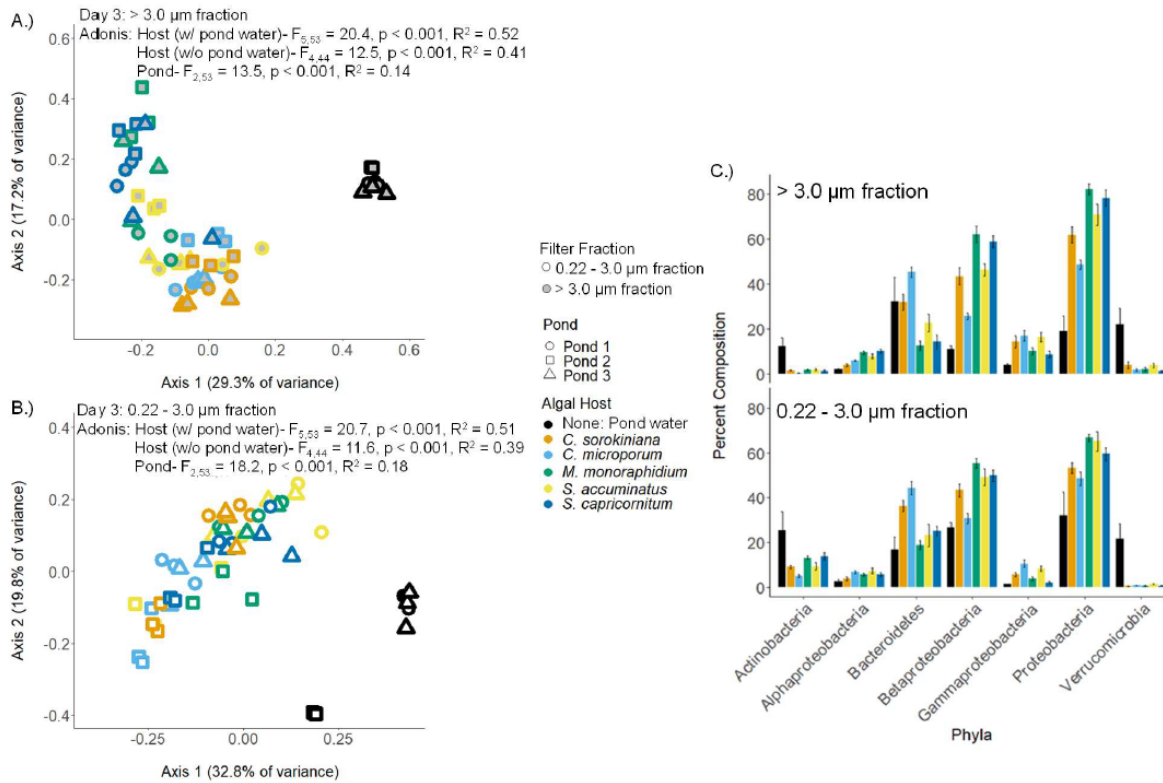 A.)
Day 3: > 3.0 µm fraction
Adonis: Host (w/ pond water)- F5,53 = 20.4, p < 0.001, R2 = 0.52
Host (w/o pond water)- F4,44 = 12.5, p < 0.001, R2 = 0.41
Pond- F2,53 = 13.5, p < 0.001, R2 = 0.14
0.6
0.4
0.2
0.0
-0.2
Axis 2 (17.2% of variance)
-0.2 0.0 0.2 0.4 0.6
Axis 1 (29.3% of variance)
B.)
Day 3: 0.22 - 3.0 µm fraction
Adonis: Host (w/ pond water)- F5,53 = 20.7, p < 0.001, R2 = 0.51
Host (w/o pond water)- F4,44 = 11.6, p < 0.001, R2 = 0.39
Pond- F2,53 = 18.2, p < 0.001, R2 = 0.18
0.4
0.2
0.0
-0.2
-0.4
Axis 2 (19.8% of variance)
-0.25 0.00 0.25
Axis 1 (32.8% of variance)
Filter Fraction
0.22 - 3.0 µm fraction
> 3.0 µm fraction
Pond
Pond 1
Pond 2
Pond 3
Algal Host
None: Pond water
C. sorokiniana
C. microporum
M. monoraphidium
S. accuminatus
S. capricornitum
C.)
> 3.0 µm fraction
80
60
40
20
0
Percent Composition
0.22 - 3.0 µm fraction
80
60
40
20
0
Actinobacteria
Alphaproteobacteria
Bacteroidetes
Betaproteobacteria
Gammaproteobacteria
Proteobacteria
Verrucomicrobia
Phyla